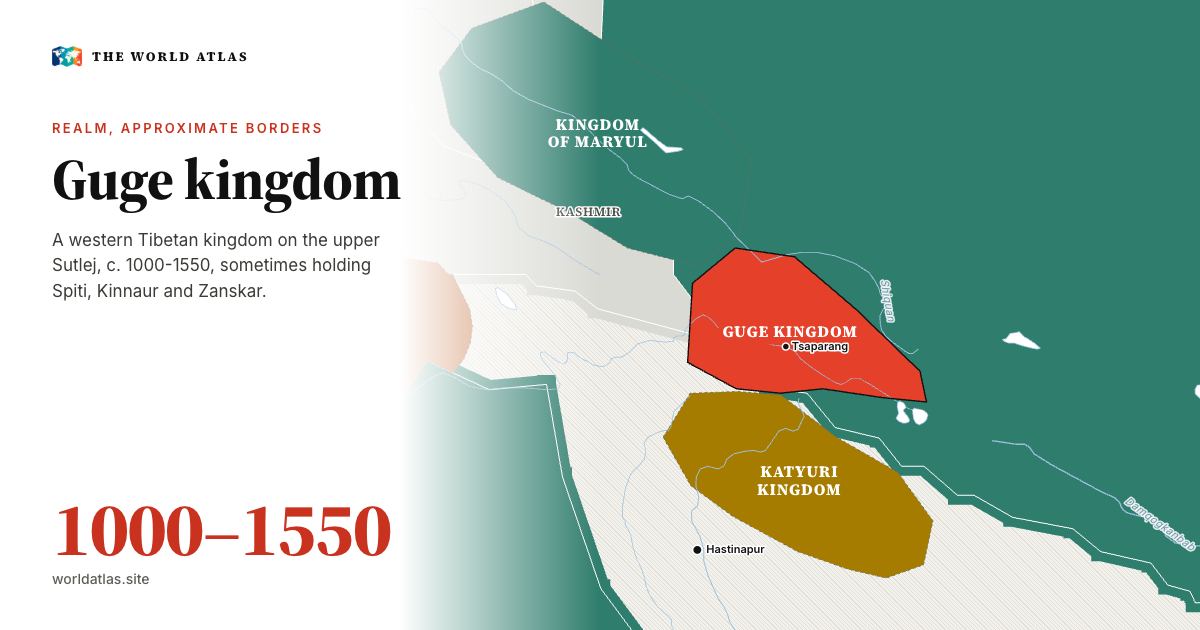 THE WORLD ATLAS
REALM, APPROXIMATE BORDERS
Guge kingdom
A western Tibetan kingdom on the upper
Sutlej, c. 1000-1550, sometimes holding
Spiti, Kinnaur and Zanskar.
1000–1550
worldatlas.site
KINGDOM
OF MARYUL
KASHMIR
Shiquan
GUGE KINGDOM
Tsaparang
KATYURI
KINGDOM
Hastinapur
Damqogkanbab